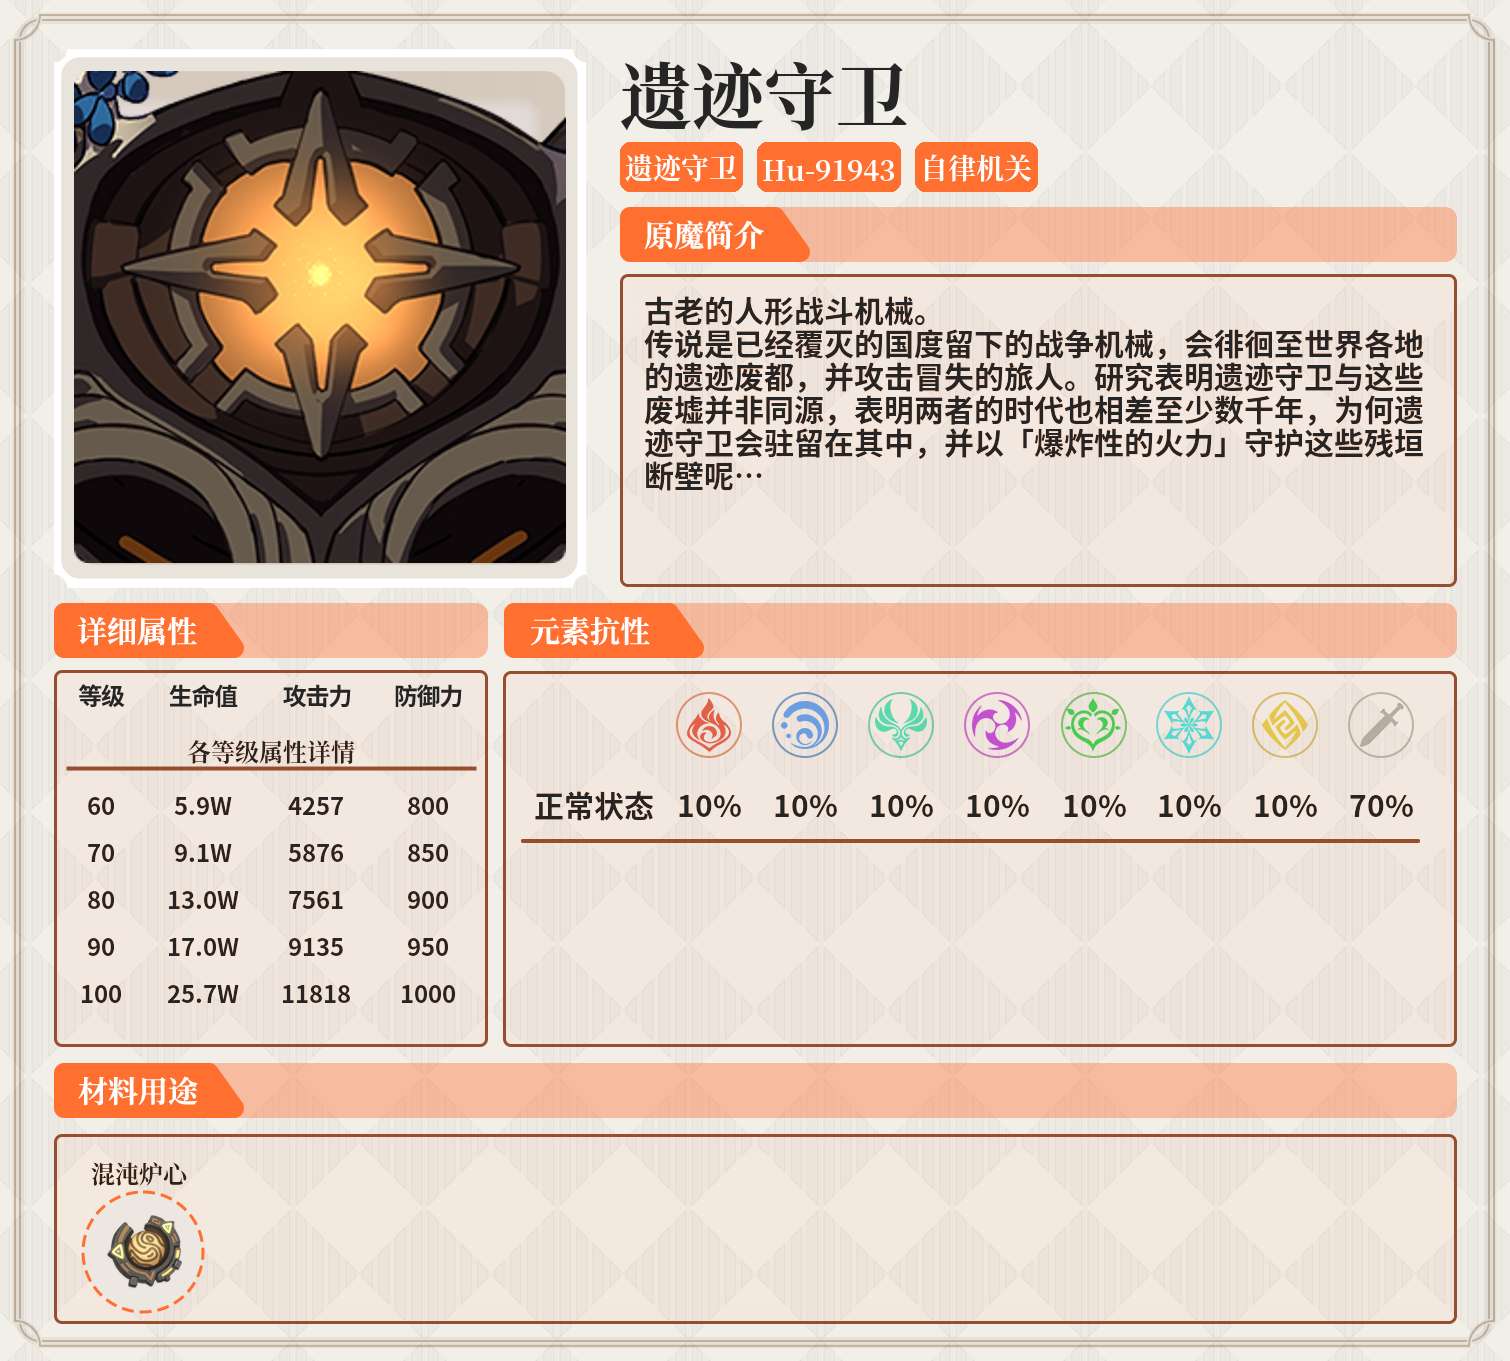 遗迹守卫
遗迹守卫 Hu-91943 自律机关
原魔简介
古老的人形战斗机械。
传说是已经覆灭的国度留下的战争机械，会徘徊至世界各地
的遗迹废都，并攻击冒失的旅人。研究表明遗迹守卫与这些
废墟并非同源，表明两者的时代也相差至少数千年，为何遗
迹守卫会驻留在其中，并以「爆炸性的火力」守护这些残垣
断壁呢…
详细属性
等级 生命值 攻击力 防御力
各等级属性详情
60 5.9W 4257 800
70 9.1W 5876 850
80 13.0W 7561 900
90 17.0W 9135 950
100 25.7W 11818 1000
元素抗性
正常状态 10% 10% 10% 10% 10% 10% 10% 70%
材料用途
混沌炉心